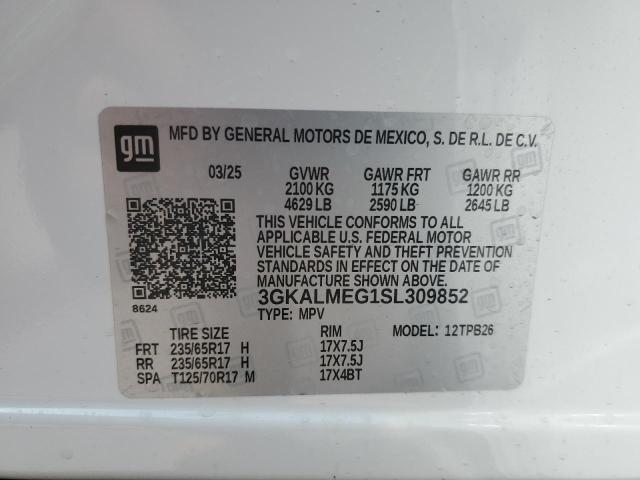 gm MFD BY GENERAL MOTORS DE MEXICO, S. DE R.L. DE C.V.
03/25 GVWR GAWR FRT GAWR RR
2100 KG 1175 KG 1200 KG
4629 LB 2590 LB 2645 LB
THIS VEHICLE CONFORMS TO ALL
APPLICABLE U.S. FEDERAL MOTOR
VEHICLE SAFETY AND THEFT PREVENTION
STANDARDS IN EFFECT ON THE DATE OF
MANUFACTURE SHOWN ABOVE.
3GKALMEG1SL309852
8624 TYPE: MPV
TIRE SIZE RIM MODEL: 12TPB26
FRT 235/65R17 H 17X7.5J
RR 235/65R17 H 17X7.5J
SPA T125/70R17 M 17X4BT